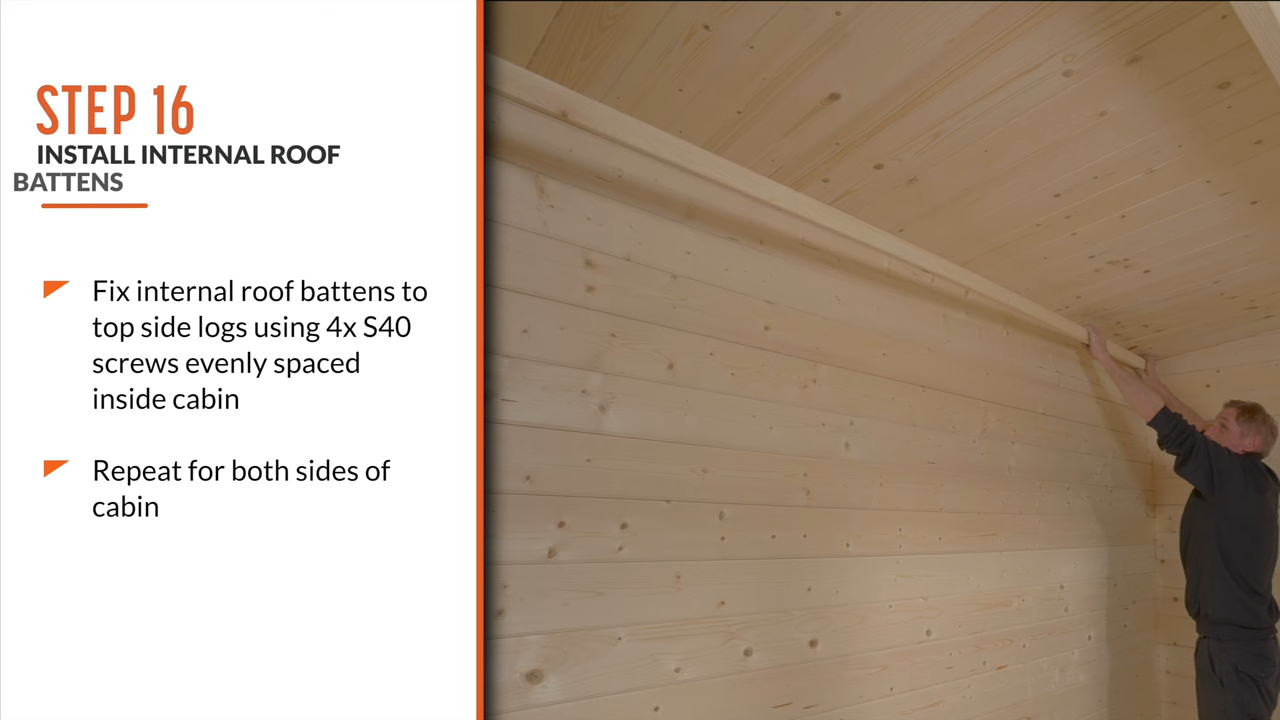 STEP 16
INSTALL INTERNAL ROOF
BATTENS
Fix internal roof battens to
top side logs using 4x S40
screws evenly spaced
inside cabin
Repeat for both sides of
cabin